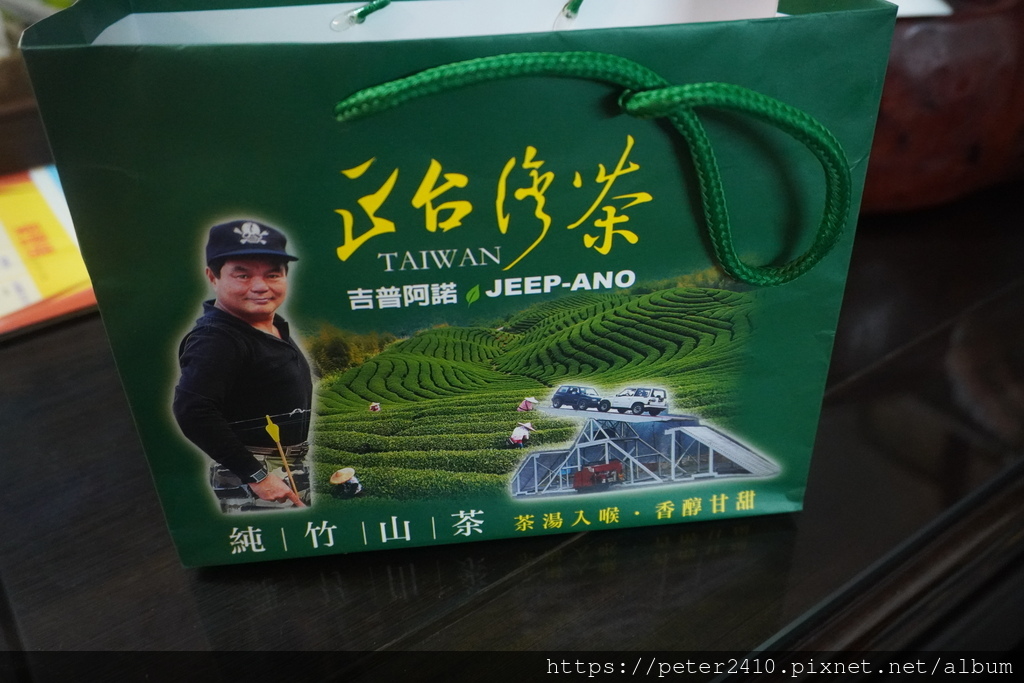 正台灣茶
TAIWAN
吉普阿諾 JEEP-ANO
純|竹|山|茶 茶湯入喉·香醇甘甜
https://peter2410.pixnet.net/album